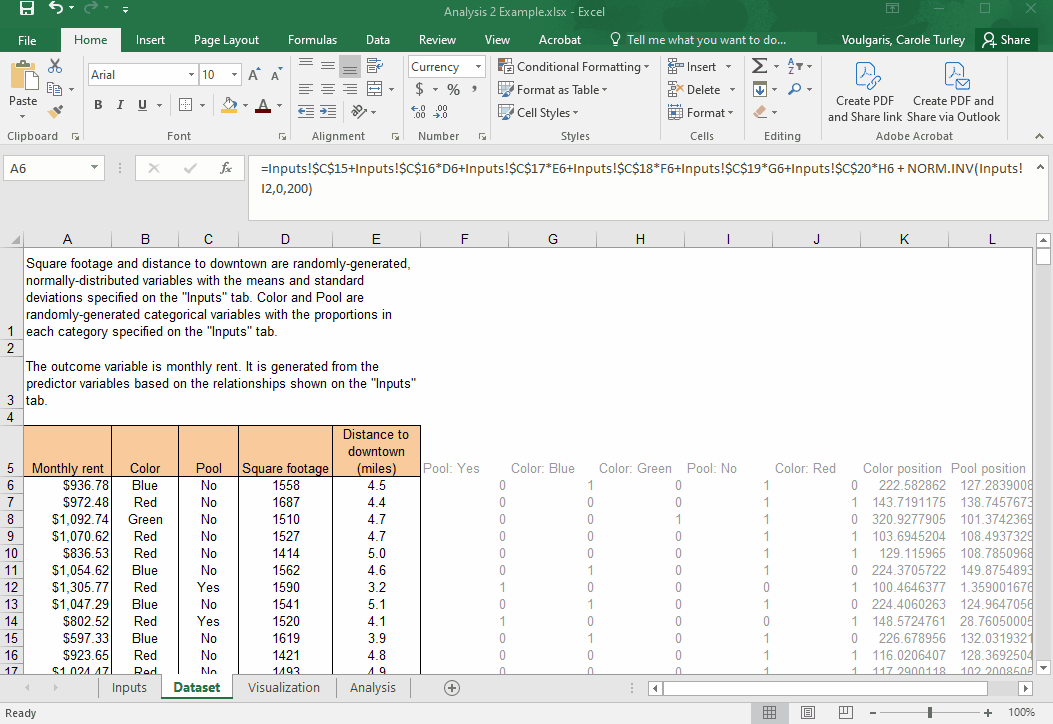 Analysis 2 Example.xlsx - Excel
File Home Insert Page Layout Formulas Data Review View Acrobat Tell me what you want to do... Voulgaris, Carole Turley Share
Paste
Arial 10 A A
B I U A
Currency
$ % ,
.0 .00
.00 .0
Conditional Formatting
Format as Table
Cell Styles
Insert
Delete
Format
Create PDF and Share link
Create PDF and Share via Outlook
Clipboard Font Alignment Number Styles Cells Editing Adobe Acrobat
A6 fx =Inputs!$C$15+Inputs!$C$16*D6+Inputs!$C$17*E6+Inputs!$C$18*F6+Inputs!$C$19*G6+Inputs!$C$20*H6 + NORM.INV(Inputs!
I2,0,200)
A B C D E F G H I J K L
Square footage and distance to downtown are randomly-generated,
normally-distributed variables with the means and standard
deviations specified on the "Inputs" tab. Color and Pool are
randomly-generated categorical variables with the proportions in
1 each category specified on the "Inputs" tab.
2
The outcome variable is monthly rent. It is generated from the
predictor variables based on the relationships shown on the "Inputs"
3 tab.
4
5 Monthly rent Color Pool Square footage Distance to downtown (miles) Pool: Yes Color: Blue Color: Green Pool: No Color: Red Color position Pool position
6 $936.78 Blue No 1558 4.5 0 1 0 1 0 222.582862 127.2839008
7 $972.48 Red No 1687 4.4 0 0 0 1 1 143.7191175 138.7457673
8 $1,092.74 Green No 1510 4.7 0 0 1 1 0 320.9277905 101.3742369
9 $1,070.62 Red No 1527 4.7 0 0 0 1 1 103.6945204 108.4937329
10 $836.53 Red No 1414 5.0 0 0 0 1 1 129.115965 108.7850968
11 $1,054.62 Blue No 1562 4.6 0 1 0 1 0 224.3705722 149.8754893
12 $1,305.77 Red Yes 1590 3.2 1 0 0 0 1 100.4646377 1.359001676
13 $1,047.29 Blue No 1541 5.1 0 1 0 1 0 224.4060263 124.9647056
14 $802.52 Red Yes 1520 4.1 1 0 0 0 1 148.5724761 28.76050005
15 $597.33 Blue No 1619 3.9 0 1 0 1 0 226.678956 132.0319321
16 $923.65 Red No 1421 4.8 0 0 0 1 1 116.0206407 128.3692504
17 $1,024.47 Red No 1493 4.9 0 0 0 1 1 117.2900118 102.2008506
Inputs Dataset Visualization Analysis
Ready 100%